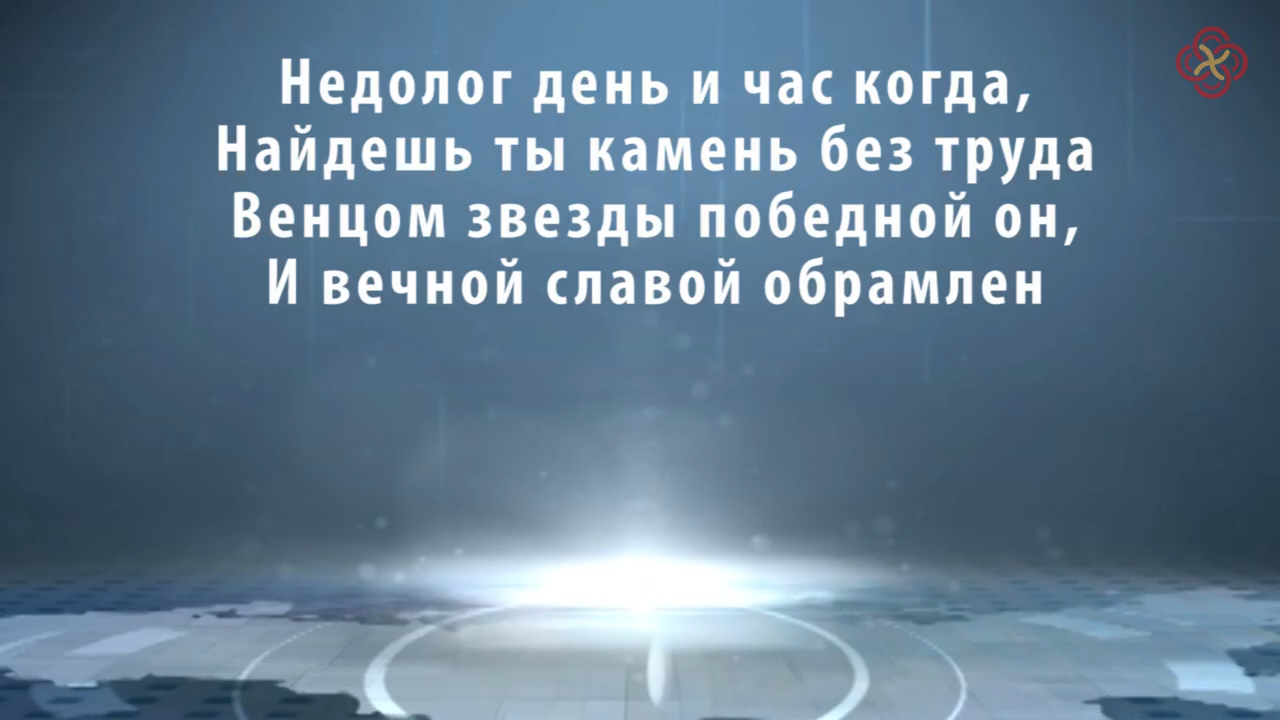 Недолог день и час когда,
Найдешь ты камень без труда
Венцом звезды победной он,
И вечной славой обрамлен